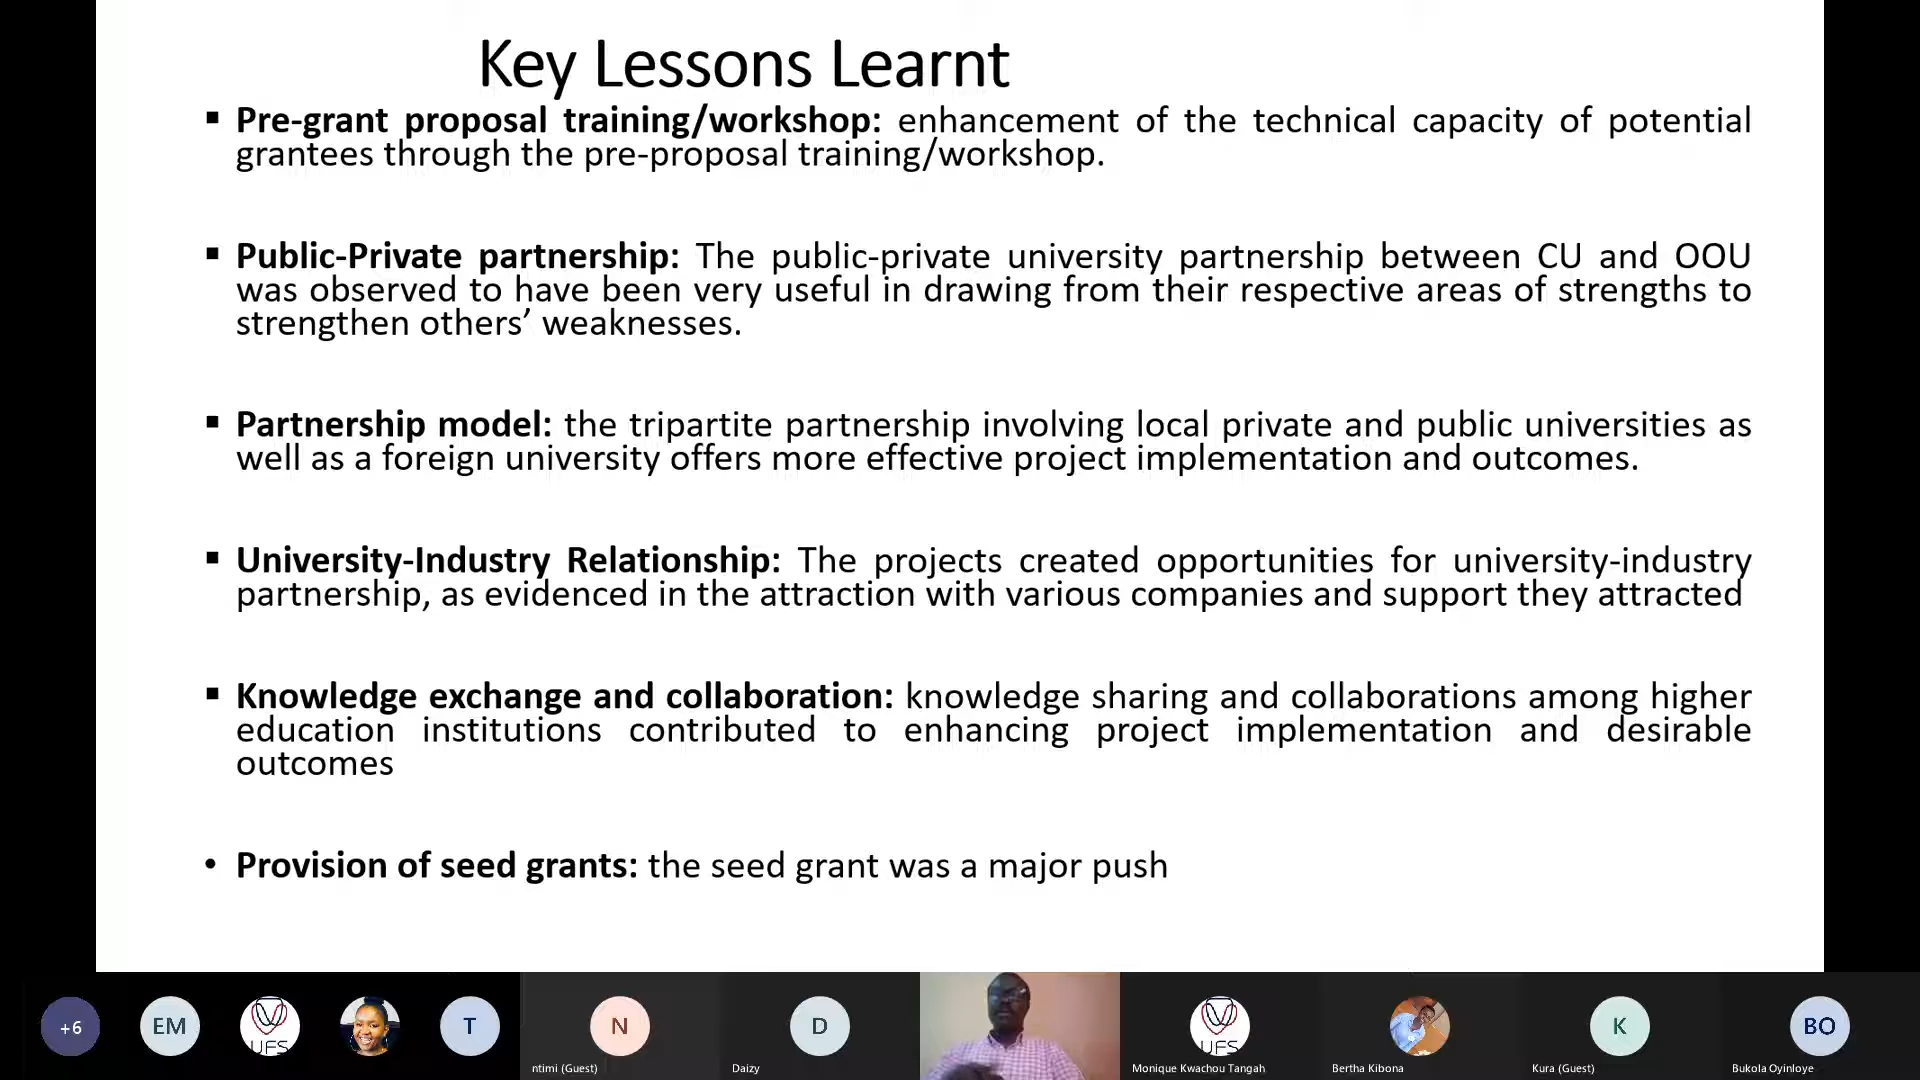 Key Lessons Learnt
▪ Pre-grant proposal training/workshop: enhancement of the technical capacity of potential
grantees through the pre-proposal training/workshop.
▪ Public-Private partnership: The public-private university partnership between CU and OOU
was observed to have been very useful in drawing from their respective areas of strengths to
strengthen others’ weaknesses.
▪ Partnership model: the tripartite partnership involving local private and public universities as
well as a foreign university offers more effective project implementation and outcomes.
▪ University-Industry Relationship: The projects created opportunities for university-industry
partnership, as evidenced in the attraction with various companies and support they attracted
▪ Knowledge exchange and collaboration: knowledge sharing and collaborations among higher
education institutions contributed to enhancing project implementation and desirable
outcomes
• Provision of seed grants: the seed grant was a major push
+6
EM
UFS
T
N
ntimi (Guest)
D
Daizy
UFS
Monique Kwachou Tangah
Bertha Kibona
K
Kura (Guest)
BO
Bukola Oyinloye